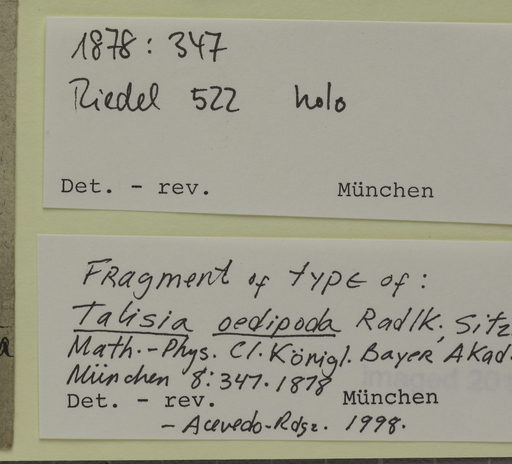 1878: 347
Riedel 522 holo
Det. - rev. München
Fragment of type of:
Talisia oedipoda Radlk, Sitz
Math.-Phys. Cl. Königl. Bayer Akad.
München 8:347. 1878
Det. - rev. München
- Acevedo-Rdgz. 1998.